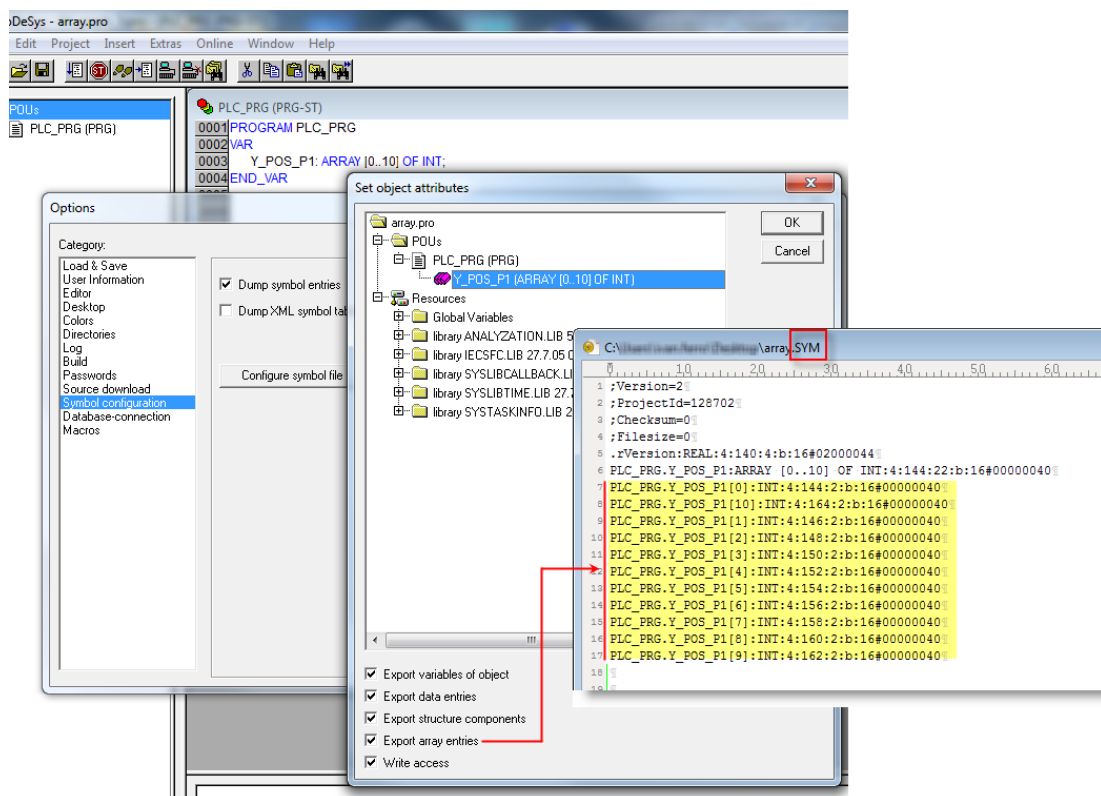 oDeSys - array.pro
Edit Project Insert Extras Online Window Help
POUs
PLC_PRG (PRG)
PLC_PRG (PRG-ST)
0001 PROGRAM PLC_PRG
0002 VAR
0003 Y_POS_P1: ARRAY [0..10] OF INT;
0004 END_VAR
Options
Category:
Load & Save
User Information
Editor
Desktop
Colors
Directories
Log
Build
Passwords
Source download
Symbol configuration
Database-connection
Macros
Dump symbol entries
Dump XML symbol tab
Configure symbol file
Set object attributes
array.pro
POUs
PLC_PRG (PRG)
Y_POS_P1 (ARRAY [0..10] OF INT)
Resources
Global Variables
library ANALYZATION.LIB 5
library IECSFC.LIB 27.7.05 0
library SYSLIBCALLBACK.LI
library SYSLIBTIME.LIB 27.7
library SYSTASKINFO.LIB 2
OK
Cancel
Export variables of object
Export data entries
Export structure components
Export array entries
Write access
C:\ \array.SYM
0 10 20 30 40 50 60
1 ;Version=2
2 ;ProjectId=128702
3 ;Checksum=0
4 ;Filesize=0
5 .rVersion:REAL:4:140:4:b:16#02000044
6 PLC_PRG.Y_POS_P1:ARRAY [0..10] OF INT:4:144:22:b:16#00000040
7 PLC_PRG.Y_POS_P1[0]:INT:4:144:2:b:16#00000040
8 PLC_PRG.Y_POS_P1[10]:INT:4:164:2:b:16#00000040
9 PLC_PRG.Y_POS_P1[1]:INT:4:146:2:b:16#00000040
10 PLC_PRG.Y_POS_P1[2]:INT:4:148:2:b:16#00000040
11 PLC_PRG.Y_POS_P1[3]:INT:4:150:2:b:16#00000040
12 PLC_PRG.Y_POS_P1[4]:INT:4:152:2:b:16#00000040
13 PLC_PRG.Y_POS_P1[5]:INT:4:154:2:b:16#00000040
14 PLC_PRG.Y_POS_P1[6]:INT:4:156:2:b:16#00000040
15 PLC_PRG.Y_POS_P1[7]:INT:4:158:2:b:16#00000040
16 PLC_PRG.Y_POS_P1[8]:INT:4:160:2:b:16#00000040
17 PLC_PRG.Y_POS_P1[9]:INT:4:162:2:b:16#00000040
18
19